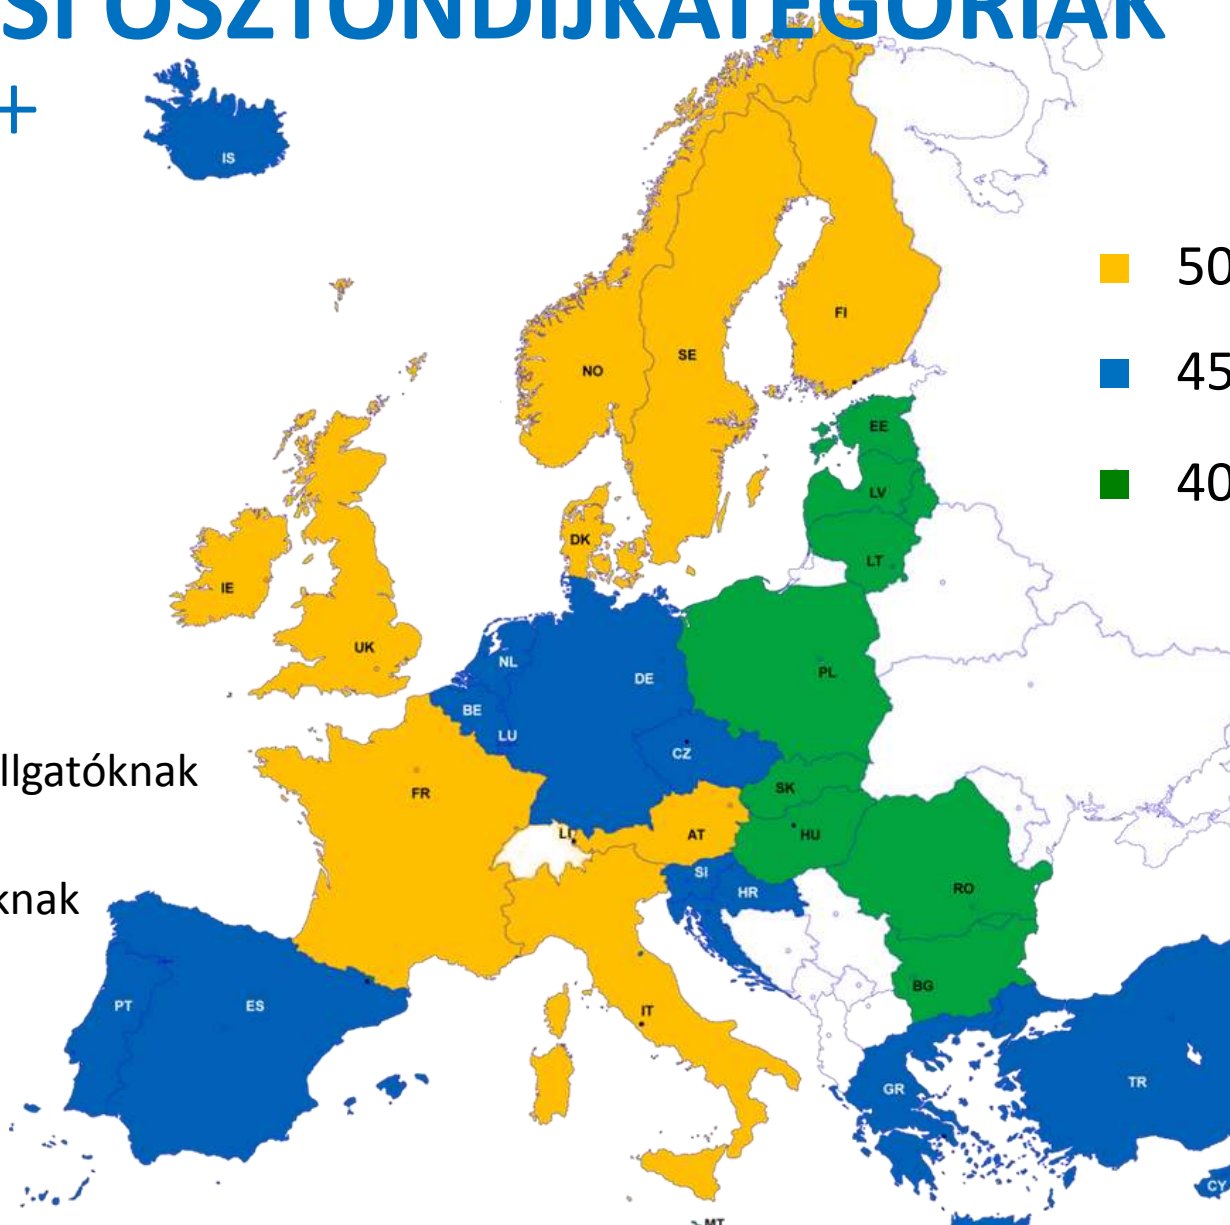 SI ÖSZTÖNDÍJKATEGÓRIÁK
+
IS
50
FI
SE
NO
45
EE
40
LV
DK
LT
IE
UK
NL
PL
DE
BE
LU
CZ
llgatóknak
SK
FR
LI
AT
HU
SI
RO
HR
knak
BG
PT
ES
IT
TR
GR
CY
MT